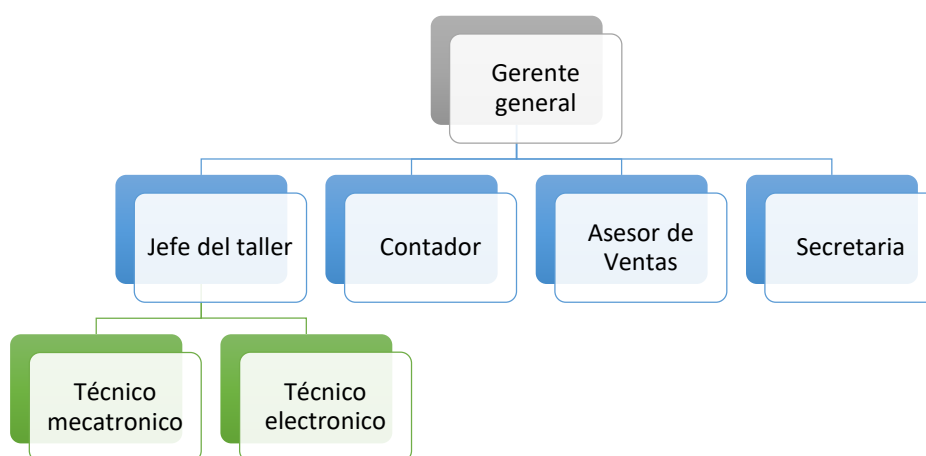 Gerente
general
Jefe del taller
Contador
Asesor de
Ventas
Secretaria
Técnico
mecatronico
Técnico
electronico